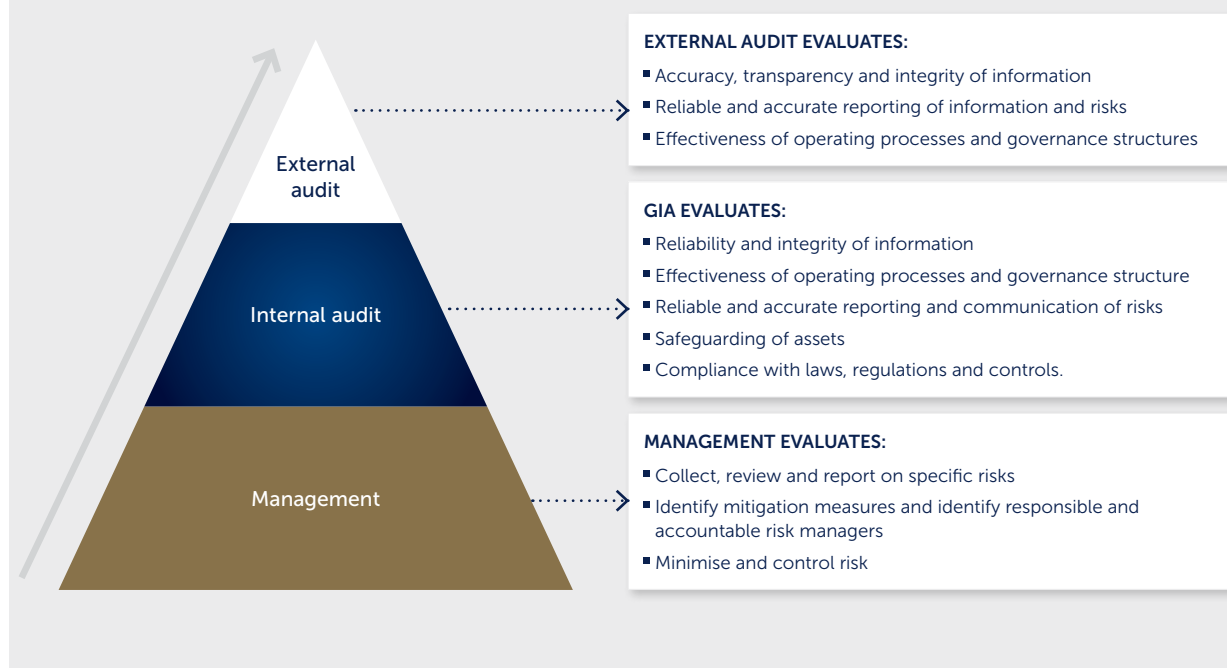 External
audit
Internal audit
Management
EXTERNAL AUDIT EVALUATES:
▪ Accuracy, transparency and integrity of information
▪ Reliable and accurate reporting of information and risks
▪ Effectiveness of operating processes and governance structures
GIA EVALUATES:
▪ Reliability and integrity of information
▪ Effectiveness of operating processes and governance structure
▪ Reliable and accurate reporting and communication of risks
▪ Safeguarding of assets
▪ Compliance with laws, regulations and controls.
MANAGEMENT EVALUATES:
▪ Collect, review and report on specific risks
▪ Identify mitigation measures and identify responsible and
accountable risk managers
▪ Minimise and control risk